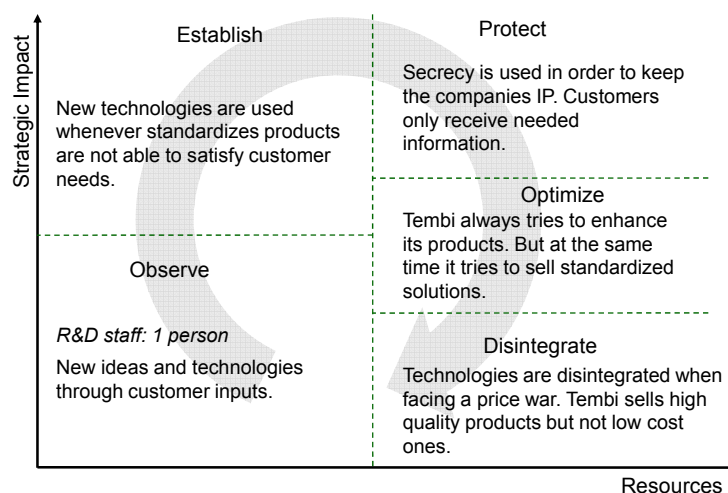 Strategic Impact
Establish
New technologies are used
whenever standardizes products
are not able to satisfy customer
needs.
Protect
Secrecy is used in order to keep
the companies IP. Customers
only receive needed
information.
Optimize
Tembi always tries to enhance
its products. But at the same
time it tries to sell standardized
solutions.
Observe
R&D staff: 1 person
New ideas and technologies
through customer inputs.
Disintegrate
Technologies are disintegrated when
facing a price war. Tembi sells high
quality products but not low cost
ones.
Resources